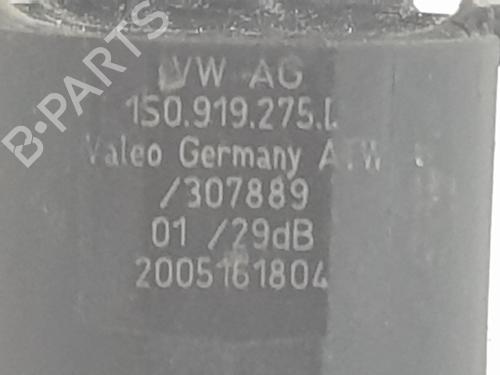 VW AG
1S0.919.275.
Valeo Germany
/307889
01 /29dB
2005161804
B-PARTS